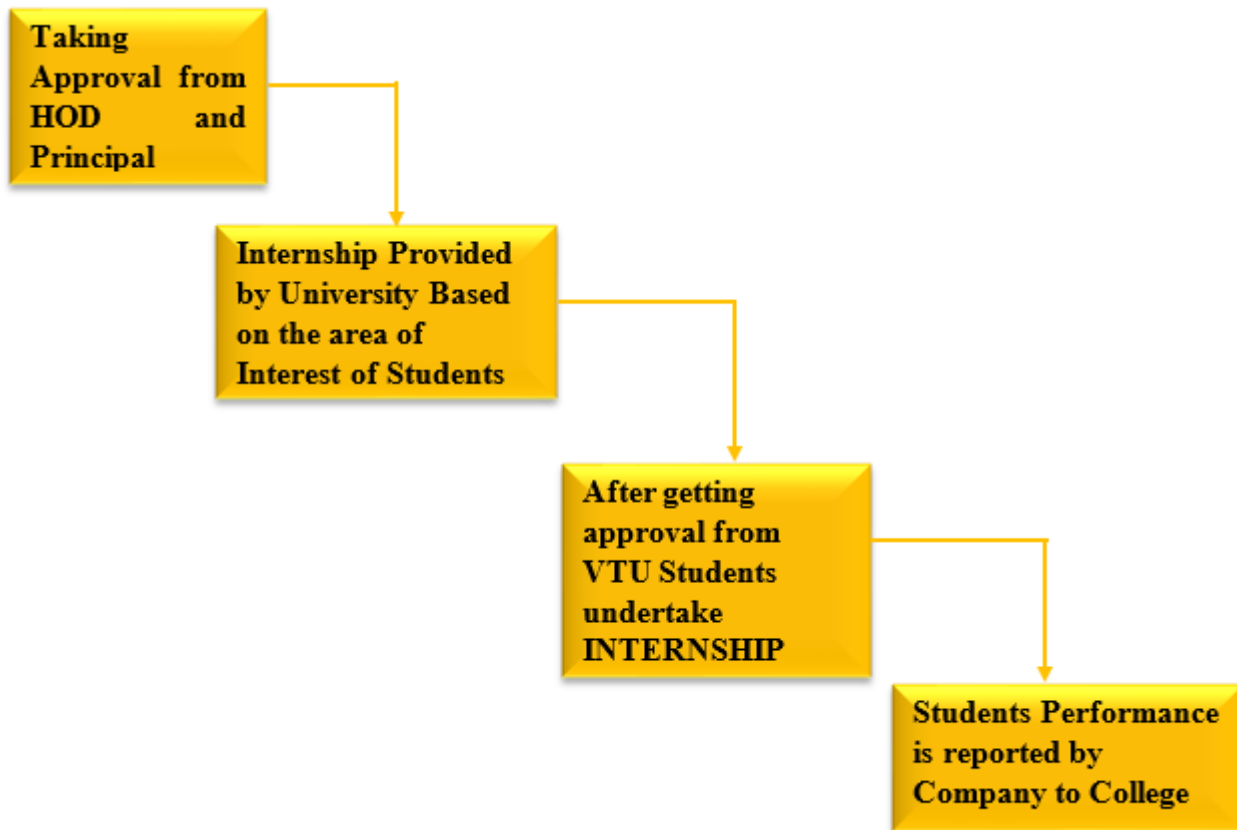 Taking
Approval from
HOD and
Principal
Internship Provided
by University Based
on the area of
Interest of Students
After getting
approval from
VTU Students
undertake
INTERNSHIP
Students Performance
is reported by
Company to College